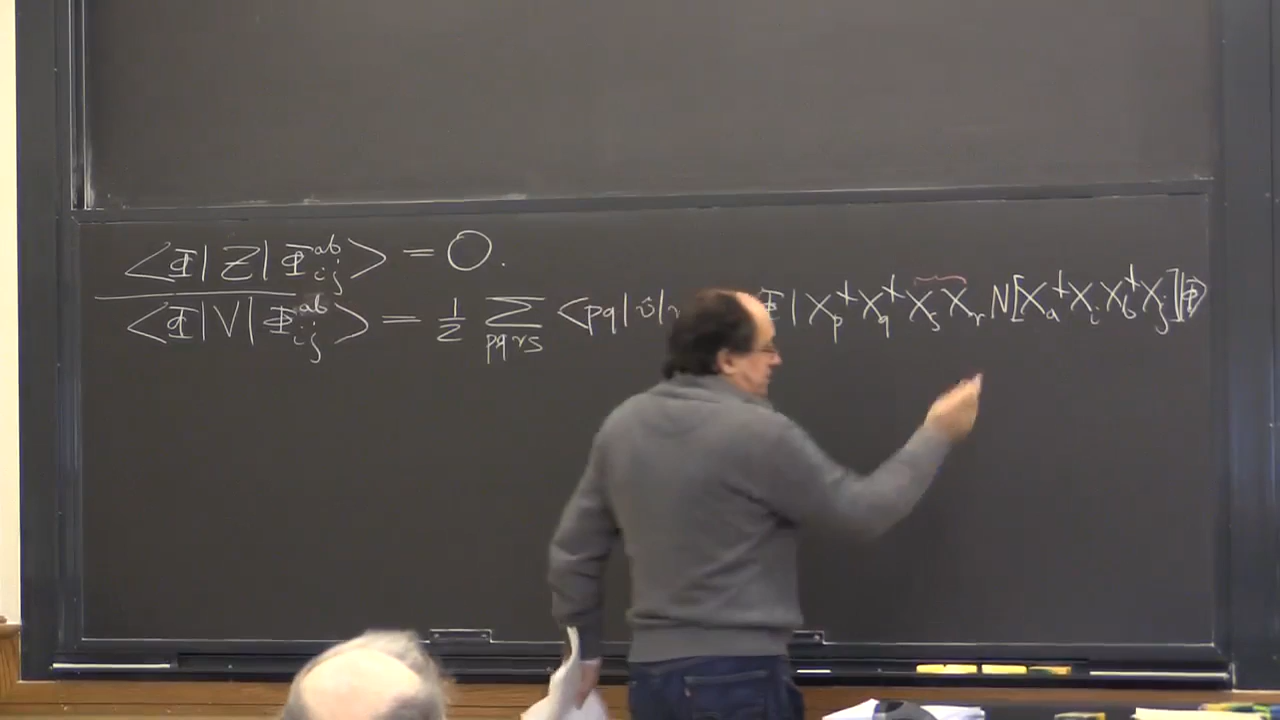 <Φ|Z|Φ_{ij}^{ab}> = 0.
<Φ|V|Φ_{ij}^{ab}> = 1/2 ∑_{pqrs} <pq|v̂| Φ|X_p^+ X_q^+ X_s X_r N[X_a^+ X_i X_b^+ X_j]|Φ>